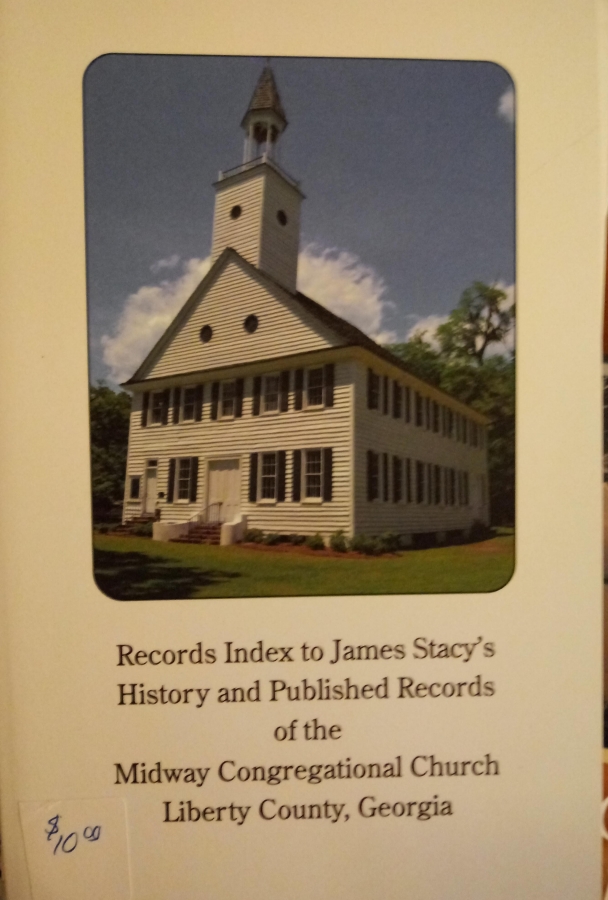 Records Index to James Stacy's
History and Published Records
of the
Midway Congregational Church
Liberty County, Georgia
$10.00